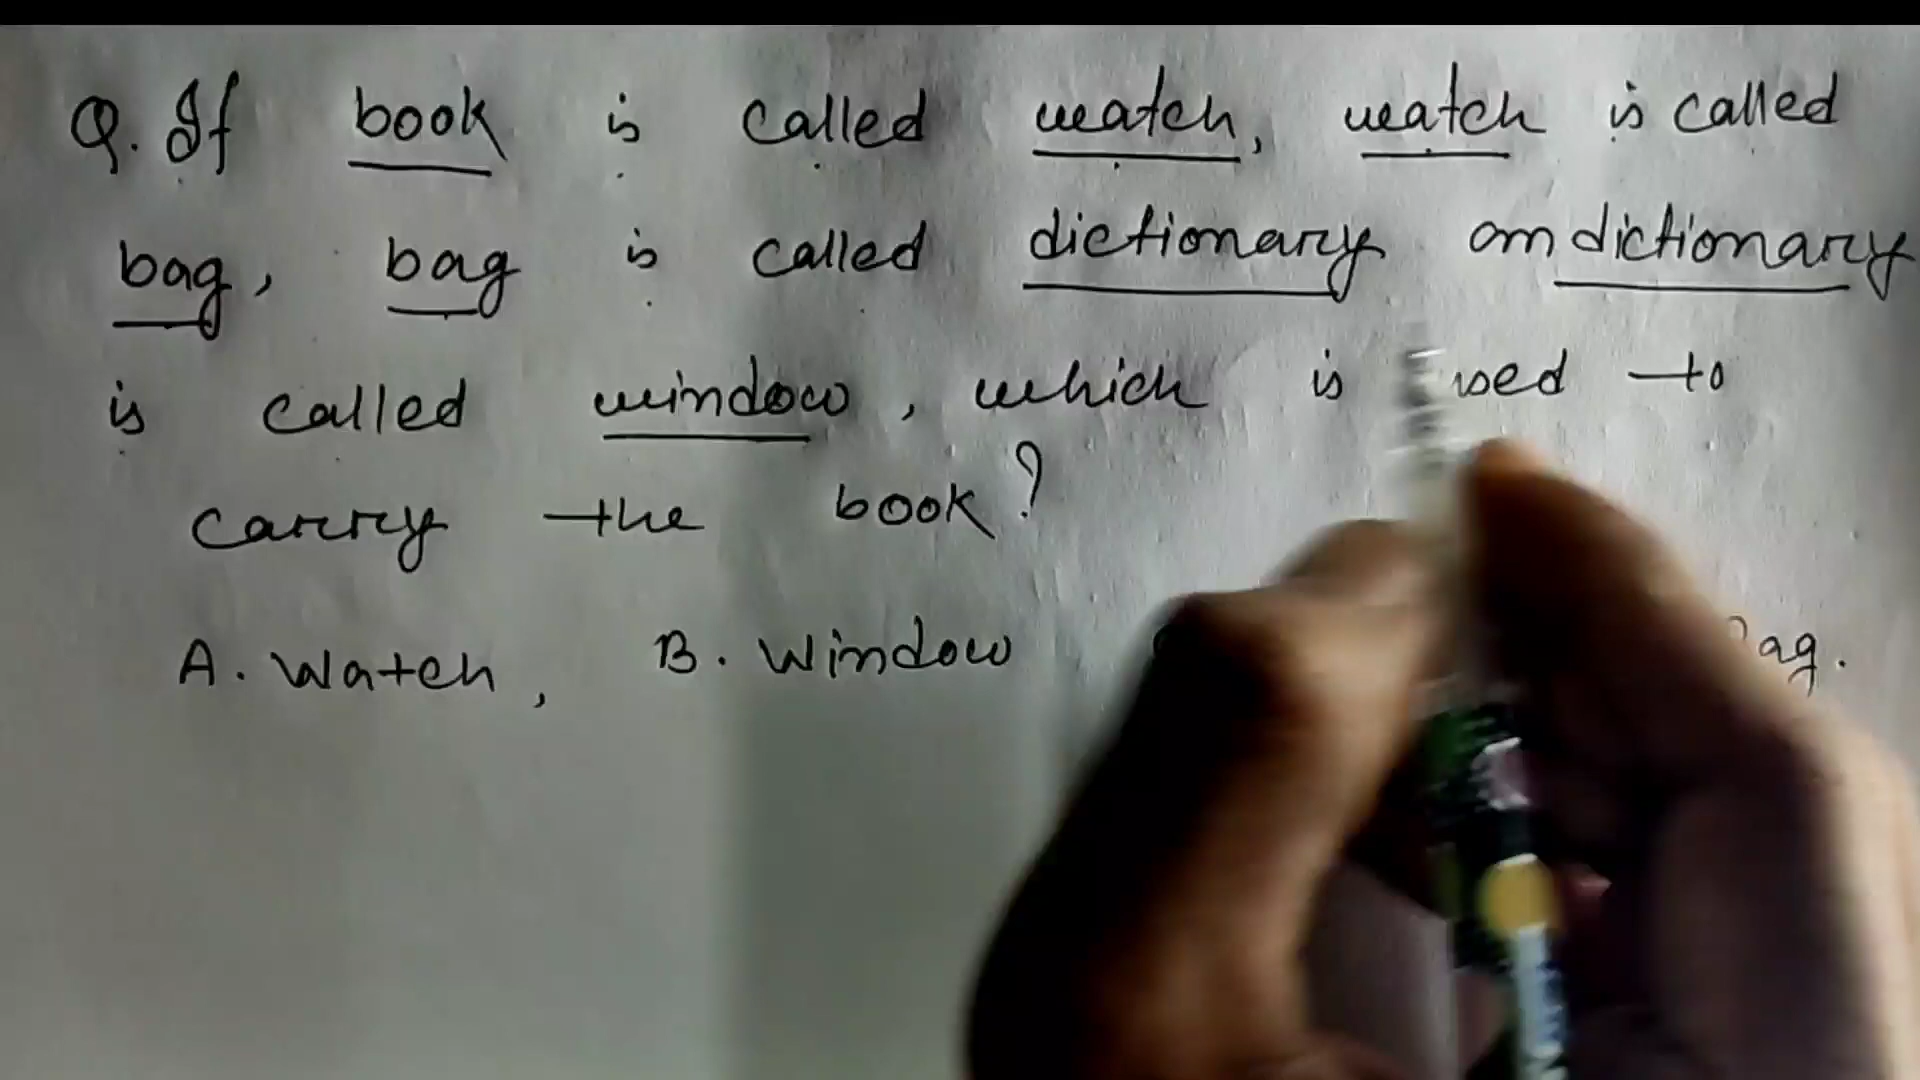 Q. If book is called watch, watch is called
bag, bag is called dictionary an dictionary
is called window, which is used to
carry the book?
A. Watch, B. Window